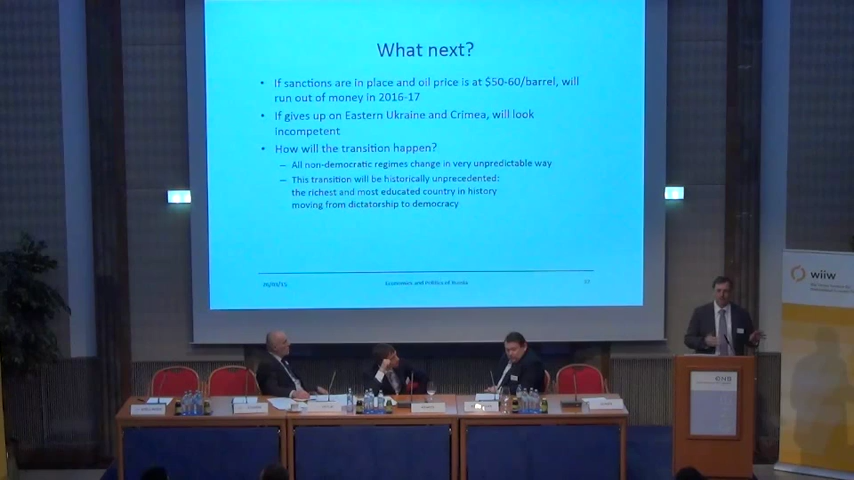 What next?
• If sanctions are in place and oil price is at $50-60/barrel, will
run out of money in 2016-17
• If gives up on Eastern Ukraine and Crimea, will look
incompetent
• How will the transition happen?
– All non-democratic regimes change in very unpredictable way
– This transition will be historically unprecedented:
the richest and most educated country in history
moving from dictatorship to democracy
Economics and Politics of Russia
wiiw